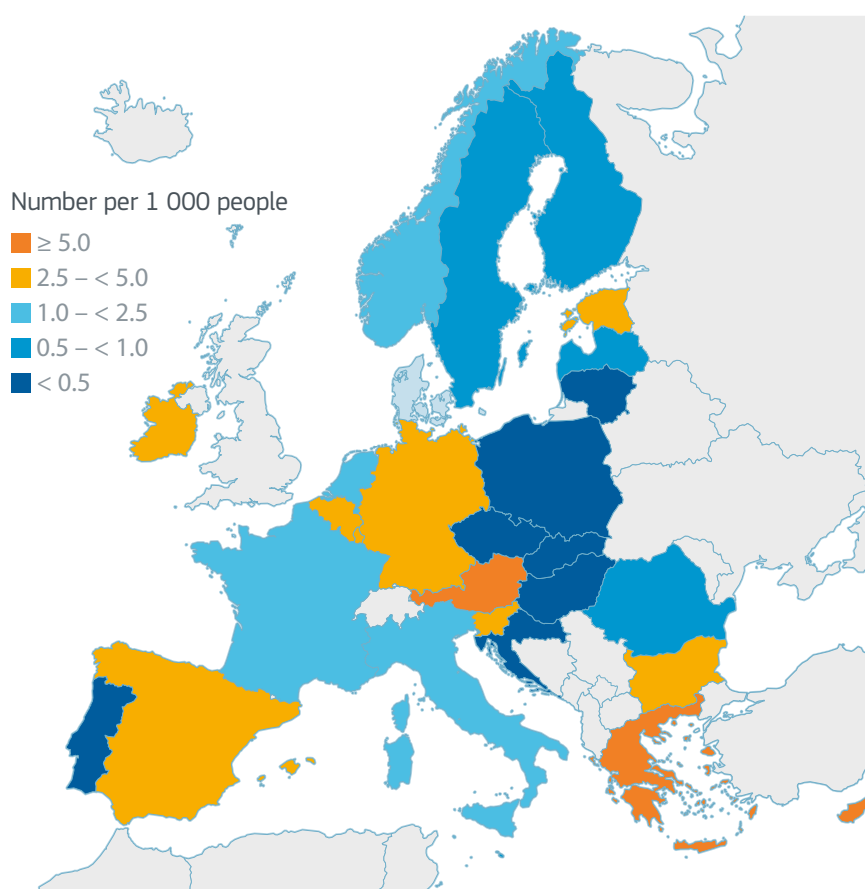 Number per 1 000 people
≥ 5.0
2.5 – < 5.0
1.0 – < 2.5
0.5 – < 1.0
< 0.5